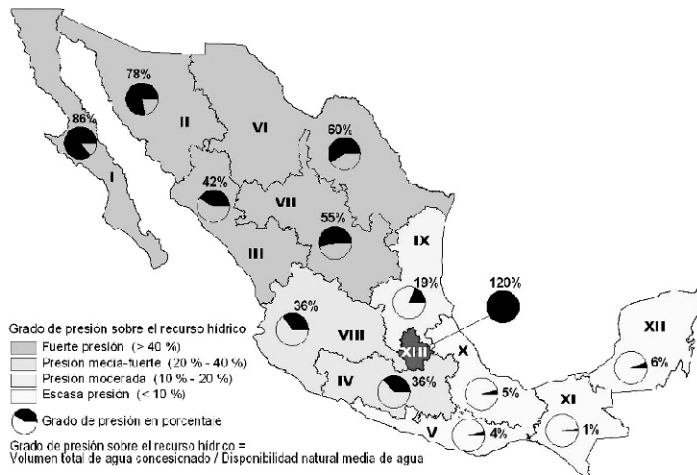 78%
II
VI
60%
86%
I
42%
VII
55%
III
IX
19%
120%
36%
VIII
XIII
X
XII
6%
IV
36%
5%
XI
V
4%
1%
Grado de presión sobre el recurso hídrico
Fuerte presión (> 40 %)
Presión media-fuerte (20 % - 40 %)
Presión moderada (10 % - 20 %)
Escasa presión (< 10 %)
Grado de presión en porcentaje
Grado de presión sobre el recurso hídrico =
Volumen total de agua concesionado / Disponibilidad natural media de agua